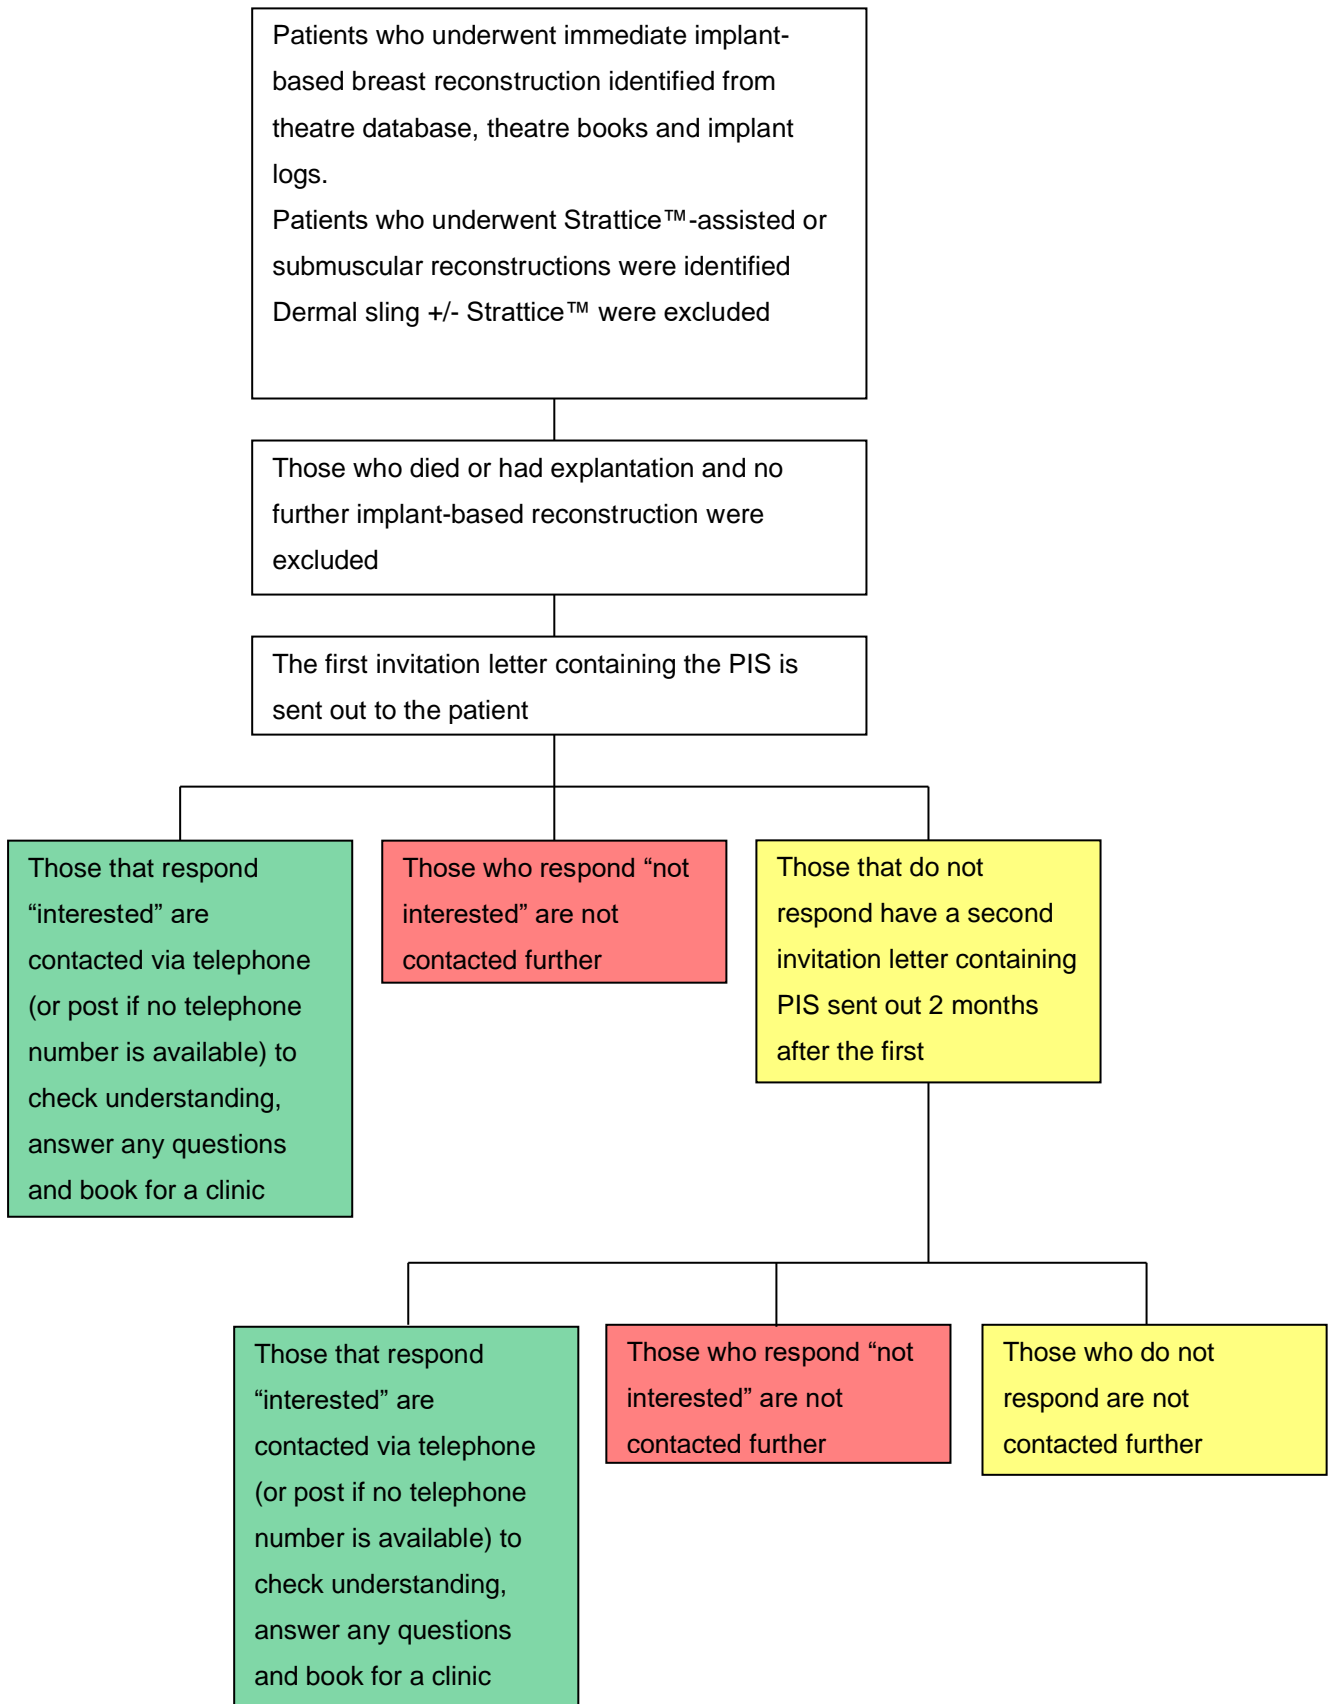 Patients who underwent immediate implant-
based breast reconstruction identified from
theatre database, theatre books and implant
logs.
Patients who underwent Strattice™-assisted or
submuscular reconstructions were identified
Dermal sling +/- Strattice™ were excluded
Those who died or had explantation and no
further implant-based reconstruction were
excluded
The first invitation letter containing the PIS is
sent out to the patient
Those that respond
“interested” are
contacted via telephone
(or post if no telephone
number is available) to
check understanding,
answer any questions
and book for a clinic
Those who respond “not
interested” are not
contacted further
Those that do not
respond have a second
invitation letter containing
PIS sent out 2 months
after the first
Those that respond
“interested” are
contacted via telephone
(or post if no telephone
number is available) to
check understanding,
answer any questions
and book for a clinic
Those who respond “not
interested” are not
contacted further
Those who do not
respond are not
contacted further